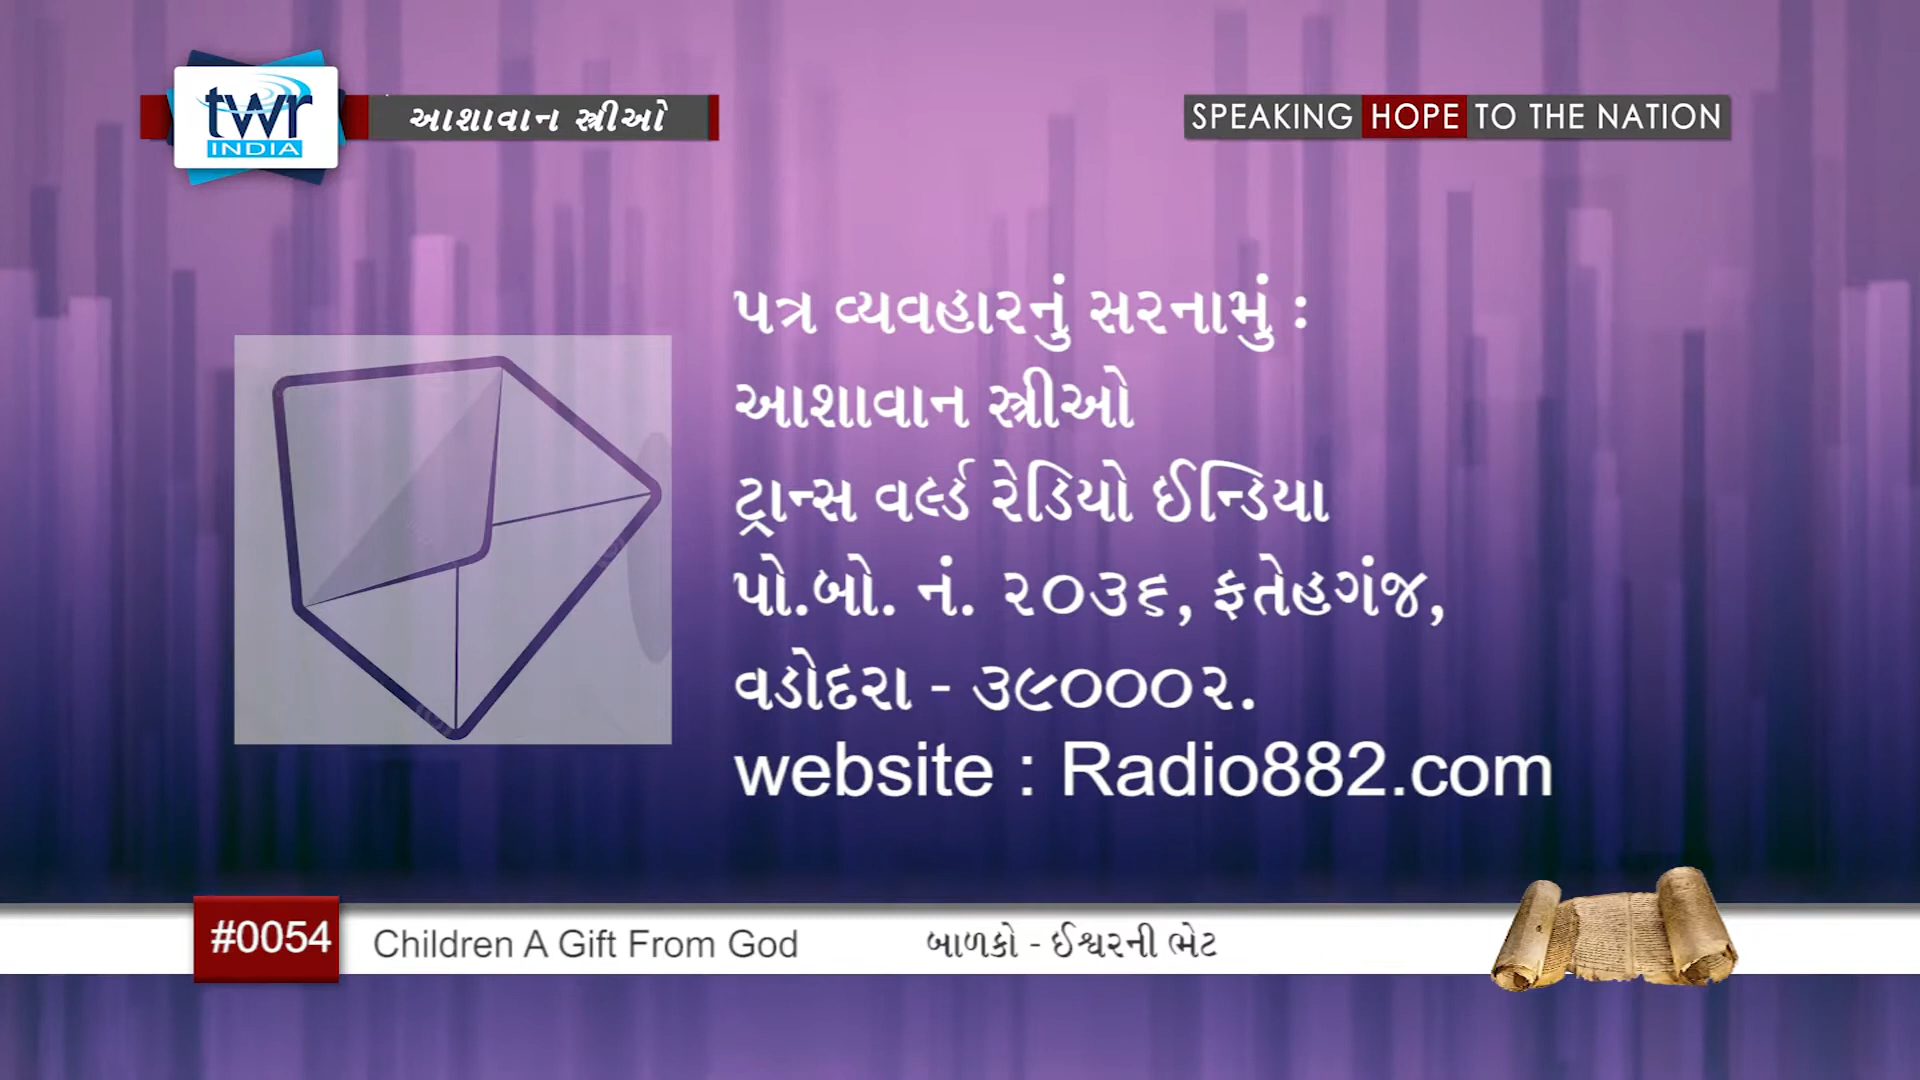 twr
INDIA
આશાવાન સ્ત્રીઓ
SPEAKING HOPE TO THE NATION
પત્ર વ્યવહારનું સરનામું :
આશાવાન સ્ત્રીઓ
ટ્રાન્સ વર્લ્ડ રેડિયો ઈન્ડિયા
પો.બો. નં. ૨૦૩૬, ફતેહગંજ,
વડોદરા - ૩૯૦૦૦૨.
website : Radio882.com
#0054
Children A Gift From God
બાળકો - ઈશ્વરની ભેટ